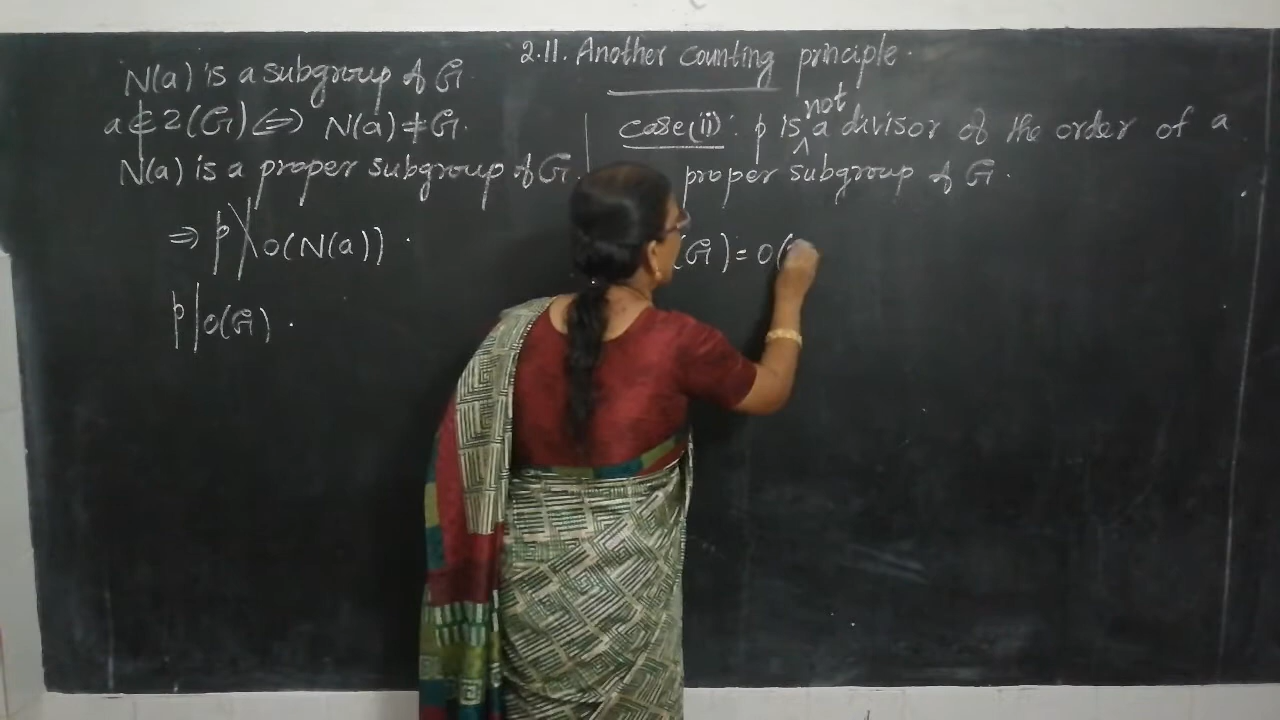 2.11. Another counting principle.
N(a) is a subgroup of G
a∉Z(G) ⇔ N(a) ≠ G.
N(a) is a proper subgroup of G.
⇒ p∤o(N(a)).
p|o(G).
case(ii): p is not a divisor of the order of a
proper subgroup of G.
(G) = o(